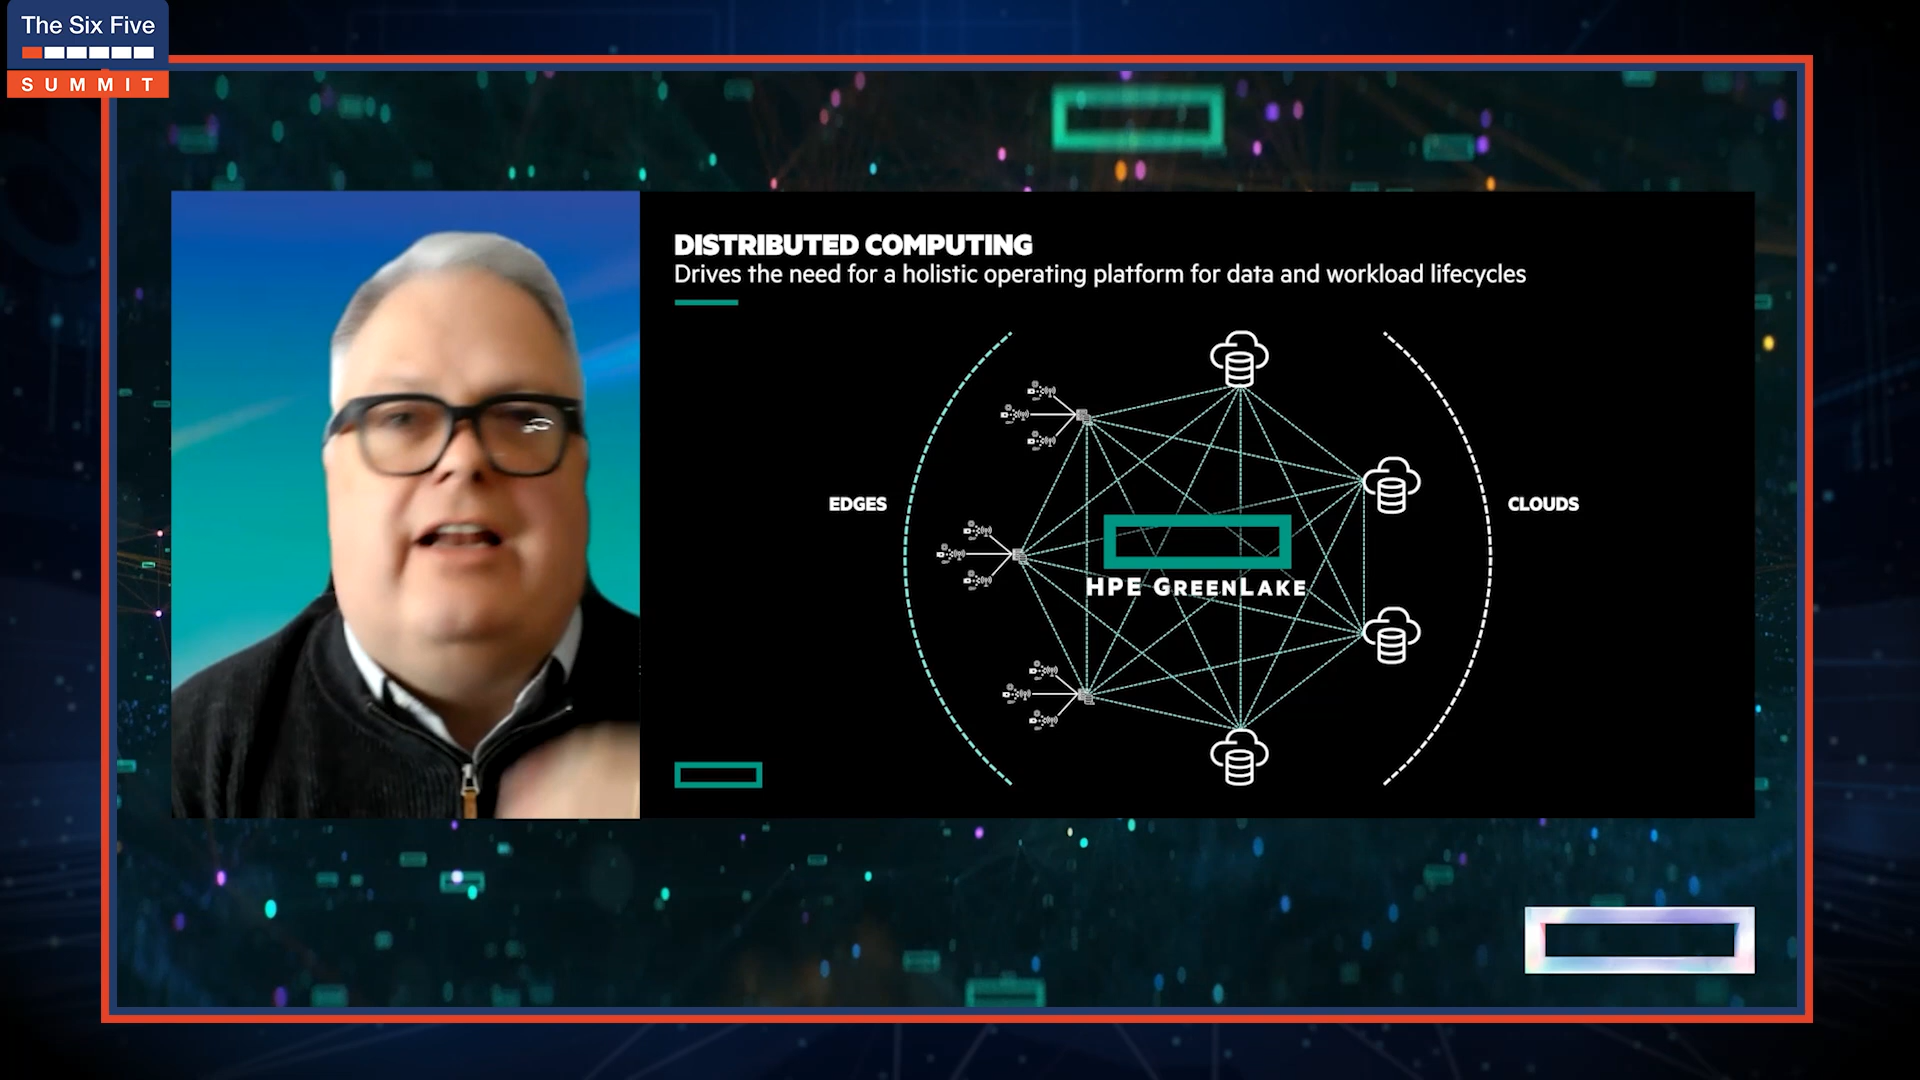 The Six Five
SUMMIT
DISTRIBUTED COMPUTING
Drives the need for a holistic operating platform for data and workload lifecycles
EDGES
CLOUDS
HPE GREENLAKE